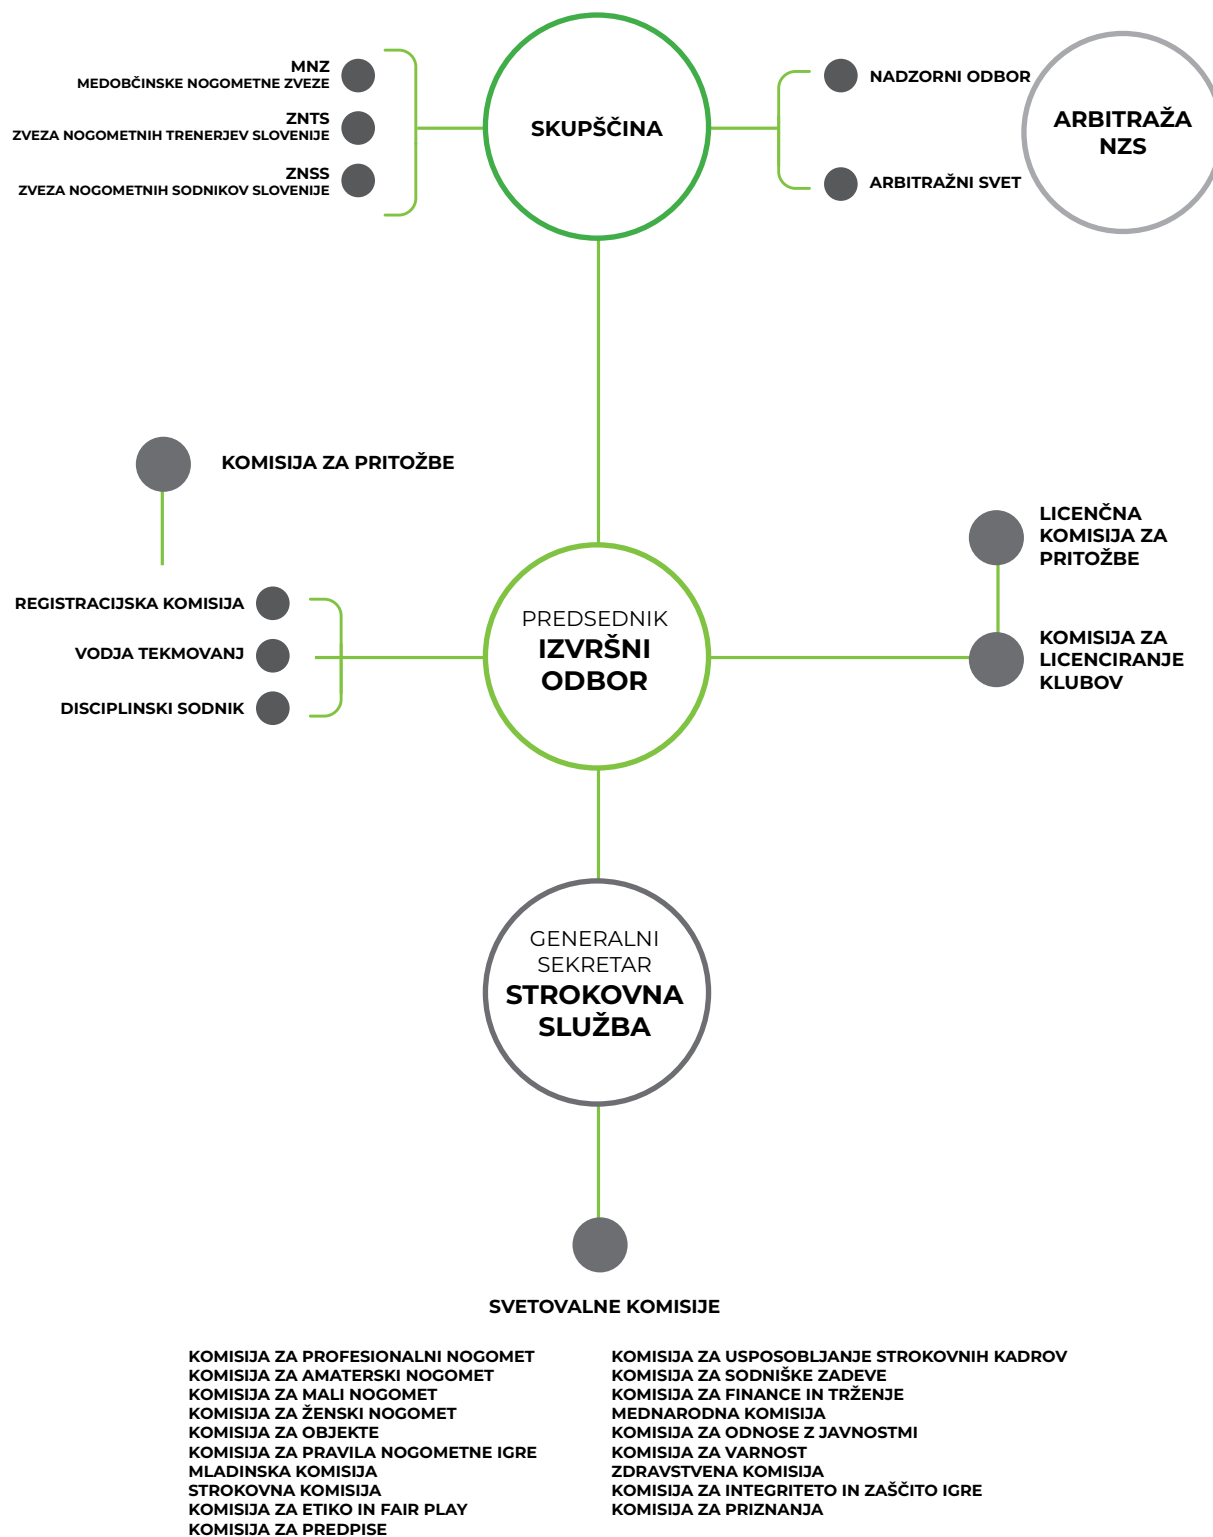 MNZ
MEDOBČINSKE NOGOMETNE ZVEZE
ZNTS
ZVEZA NOGOMETNIH TRENERJEV SLOVENIJE
ZNSS
ZVEZA NOGOMETNIH SODNIKOV SLOVENIJE
SKUPŠČINA
NADZORNI ODBOR
ARBITRAŽNI SVET
ARBITRAŽA
NZS
KOMISIJA ZA PRITOŽBE
REGISTRACIJSKA KOMISIJA
VODJA TEKMOVANJ
DISCIPLINSKI SODNIK
PREDSEDNIK
IZVRŠNI
ODBOR
LICENČNA
KOMISIJA ZA
PRITOŽBE
KOMISIJA ZA
LICENCIRANJE
KLUBOV
GENERALNI
SEKRETAR
STROKOVNA
SLUŽBA
SVETOVALNE KOMISIJE
KOMISIJA ZA PROFESIONALNI NOGOMET
KOMISIJA ZA AMATERSKI NOGOMET
KOMISIJA ZA MALI NOGOMET
KOMISIJA ZA ŽENSKI NOGOMET
KOMISIJA ZA OBJEKTE
KOMISIJA ZA PRAVILA NOGOMETNE IGRE
MLADINSKA KOMISIJA
STROKOVNA KOMISIJA
KOMISIJA ZA ETIKO IN FAIR PLAY
KOMISIJA ZA PREDPISE
KOMISIJA ZA USPOSOBLJANJE STROKOVNIH KADROV
KOMISIJA ZA SODNIŠKE ZADEVE
KOMISIJA ZA FINANCE IN TRŽENJE
MEDNARODNA KOMISIJA
KOMISIJA ZA ODNOSE Z JAVNOSTMI
KOMISIJA ZA VARNOST
ZDRAVSTVENA KOMISIJA
KOMISIJA ZA INTEGRITETO IN ZAŠČITO IGRE
KOMISIJA ZA PRIZNANJA